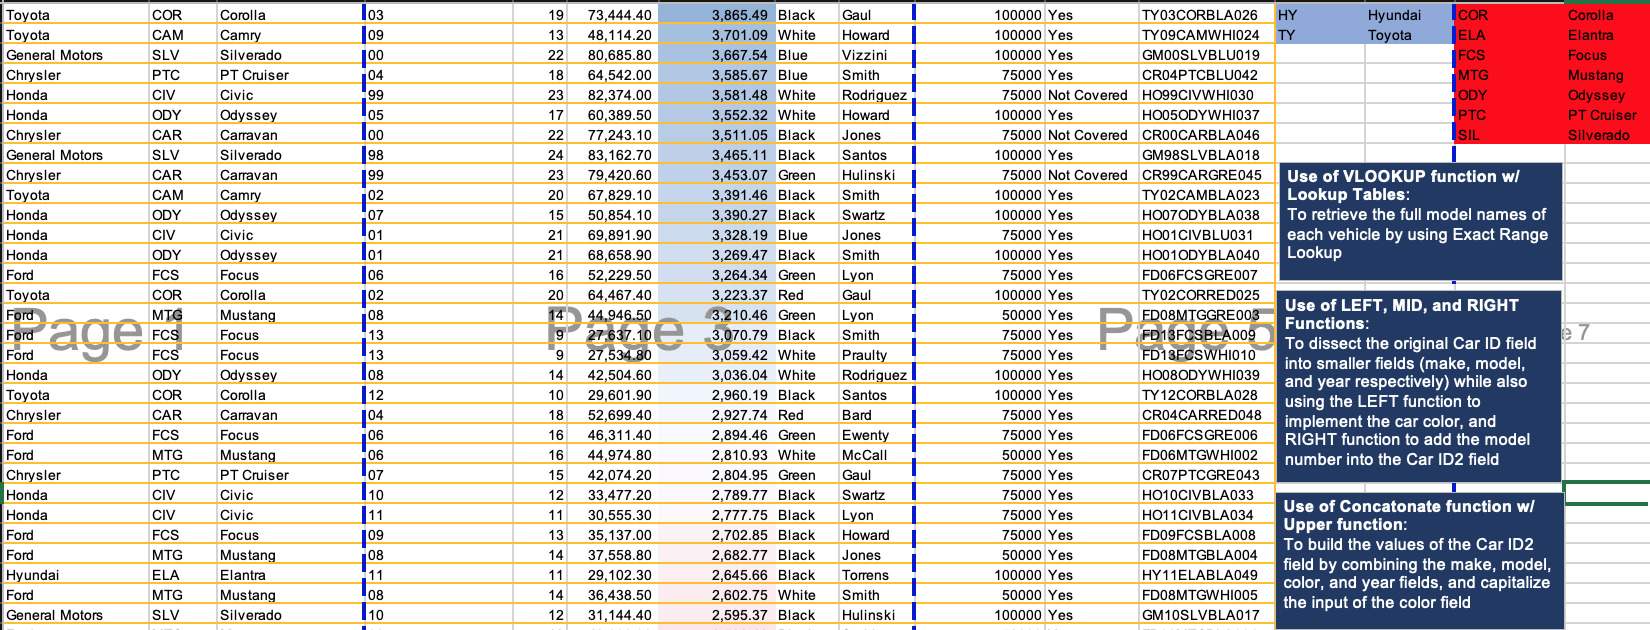 Toyota COR Corolla 03 19 73,444.40 3,865.49 Black Gaul 100000 Yes TY03CORBLA026 HY Hyundai COR Corolla
Toyota CAM Camry 09 13 48,114.20 3,701.09 White Howard 100000 Yes TY09CAMWHI024 TY Toyota ELA Elantra
General Motors SLV Silverado 00 22 80,685.80 3,667.54 Blue Vizzini 100000 Yes GM00SLVBLU019 FCS Focus
Chrysler PTC PT Cruiser 04 18 64,542.00 3,585.67 Blue Smith 75000 Yes CR04PTCBLU042 MTG Mustang
Honda CIV Civic 99 23 82,374.00 3,581.48 White Rodriguez 75000 Not Covered HO99CIVWHI030 ODY Odyssey
Honda ODY Odyssey 05 17 60,389.50 3,552.32 White Howard 100000 Yes HO05ODYWHI037 PTC PT Cruiser
Chrysler CAR Carravan 00 22 77,243.10 3,511.05 Black Jones 75000 Not Covered CR00CARBLA046 SIL Silverado
General Motors SLV Silverado 98 24 83,162.70 3,465.11 Black Santos 100000 Yes GM98SLVBLA018
Chrysler CAR Carravan 99 23 79,420.60 3,453.07 Green Hulinski 75000 Not Covered CR99CARGRE045
Toyota CAM Camry 02 20 67,829.10 3,391.46 Black Smith 100000 Yes TY02CAMBLA023
Honda ODY Odyssey 07 15 50,854.10 3,390.27 Black Swartz 100000 Yes HO07ODYBLA038
Honda CIV Civic 01 21 69,891.90 3,328.19 Blue Jones 75000 Yes HO01CIVBLU031
Honda ODY Odyssey 01 21 68,658.90 3,269.47 Black Smith 100000 Yes HO01ODYBLA040
Ford FCS Focus 06 16 52,229.50 3,264.34 Green Lyon 75000 Yes FD06FCSGRE007
Toyota COR Corolla 02 20 64,467.40 3,223.37 Red Gaul 100000 Yes TY02CORRED025
Ford MTG Mustang 08 14 44,946.50 3,210.46 Green Lyon 50000 Yes FD08MTGGRE003
Ford FCS Focus 13 9 27,637.10 3,070.79 Black Smith 75000 Yes FD13FCSBLA009
Ford FCS Focus 13 9 27,534.80 3,059.42 White Praulty 75000 Yes FD13FCSWHI010
Honda ODY Odyssey 08 14 42,504.60 3,036.04 White Rodriguez 100000 Yes HO08ODYWHI039
Toyota COR Corolla 12 10 29,601.90 2,960.19 Black Santos 100000 Yes TY12CORBLA028
Chrysler CAR Carravan 04 18 52,699.40 2,927.74 Red Bard 75000 Yes CR04CARRED048
Ford FCS Focus 06 16 46,311.40 2,894.46 Green Ewenty 75000 Yes FD06FCSGRE006
Ford MTG Mustang 06 16 44,974.80 2,810.93 White McCall 50000 Yes FD06MTGWHI002
Chrysler PTC PT Cruiser 07 15 42,074.20 2,804.95 Green Gaul 75000 Yes CR07PTCGRE043
Honda CIV Civic 10 12 33,477.20 2,789.77 Black Swartz 75000 Yes HO10CIVBLA033
Honda CIV Civic 11 11 30,555.30 2,777.75 Black Lyon 75000 Yes HO11CIVBLA034
Ford FCS Focus 09 13 35,137.00 2,702.85 Black Howard 75000 Yes FD09FCSBLA008
Ford MTG Mustang 08 14 37,558.80 2,682.77 Black Jones 50000 Yes FD08MTGBLA004
Hyundai ELA Elantra 11 11 29,102.30 2,645.66 Black Torrens 100000 Yes HY11ELABLA049
Ford MTG Mustang 08 14 36,438.50 2,602.75 White Smith 50000 Yes FD08MTGWHI005
General Motors SLV Silverado 10 12 31,144.40 2,595.37 Black Hulinski 100000 Yes GM10SLVBLA017
Page 1 Page 3 Page 5 e 7
Use of VLOOKUP function w/
Lookup Tables:
To retrieve the full model names of
each vehicle by using Exact Range
Lookup
Use of LEFT, MID, and RIGHT
Functions:
To dissect the original Car ID field
into smaller fields (make, model,
and year respectively) while also
using the LEFT function to
implement the car color, and
RIGHT function to add the model
number into the Car ID2 field
Use of Concatonate function w/
Upper function:
To build the values of the Car ID2
field by combining the make, model,
color, and year fields, and capitalize
the input of the color field